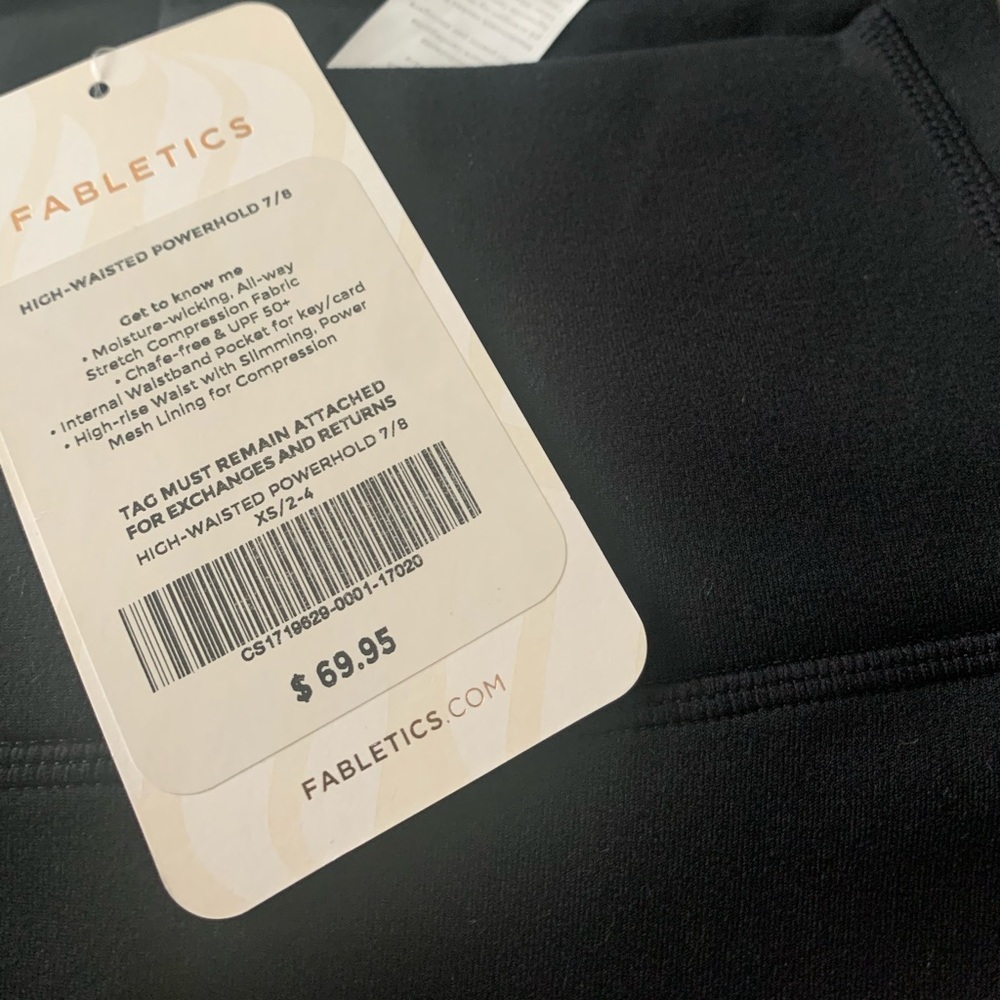 FABLETICS
HIGH-WAISTED POWERHOLD 7/8
Get to know me
• Moisture-wicking, All-way
Stretch Compression Fabric
• Chafe-free & UPF 50+
• Internal Waistband Pocket for key/card
• High-rise Waist with Slimming, Power
Mesh Lining for Compression
TAG MUST REMAIN ATTACHED
FOR EXCHANGES AND RETURNS
HIGH-WAISTED POWERHOLD 7/8
XS/2-4
CS1719629-0001-17020
$ 69.95
FABLETICS.COM